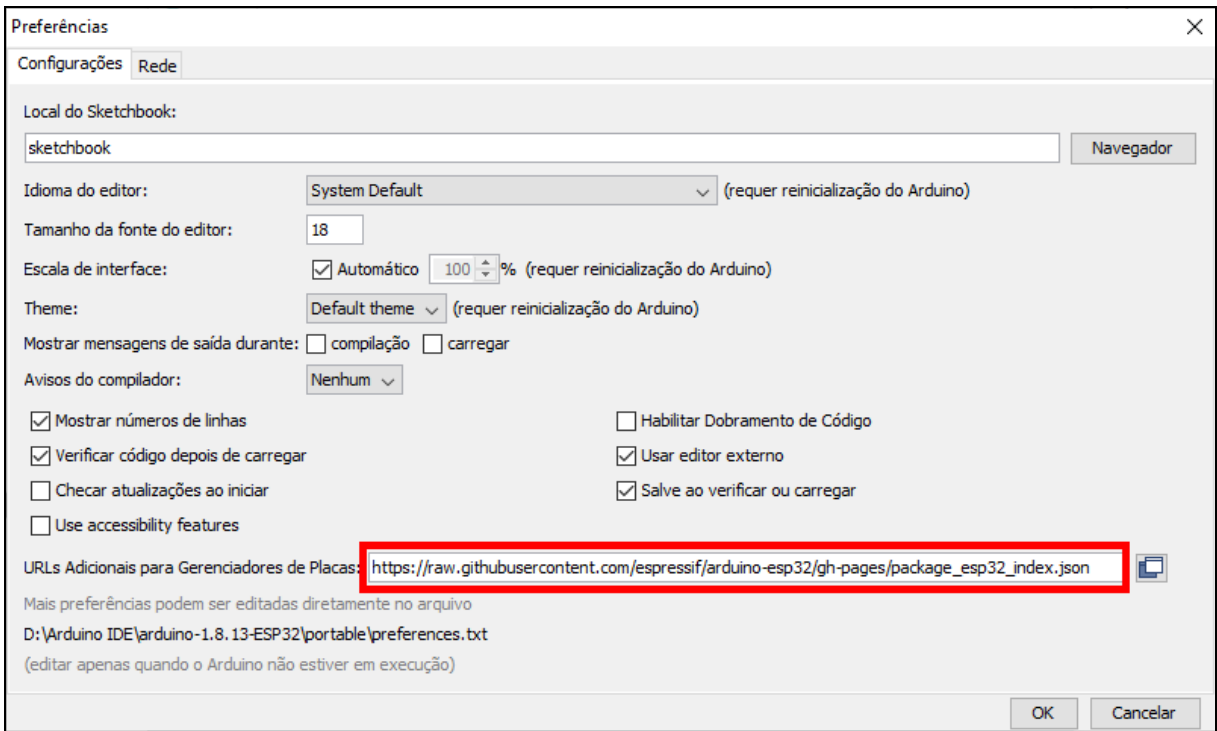 Preferências
Configurações Rede
Local do Sketchbook:
sketchbook Navegador
Idioma do editor: System Default (requer reinicialização do Arduino)
Tamanho da fonte do editor: 18
Escala de interface: Automático 100 % (requer reinicialização do Arduino)
Theme: Default theme (requer reinicialização do Arduino)
Mostrar mensagens de saída durante: compilação carregar
Avisos do compilador: Nenhum
Mostrar números de linhas Habilitar Dobramento de Código
Verificar código depois de carregar Usar editor externo
Checar atualizações ao iniciar Salve ao verificar ou carregar
Use accessibility features
URLs Adicionais para Gerenciadores de Placas: https://raw.githubusercontent.com/espressif/arduino-esp32/gh-pages/package_esp32_index.json
Mais preferências podem ser editadas diretamente no arquivo
D:\Arduino IDE\arduino-1.8.13-ESP32\portable\preferences.txt
(editar apenas quando o Arduino não estiver em execução)
OK Cancelar